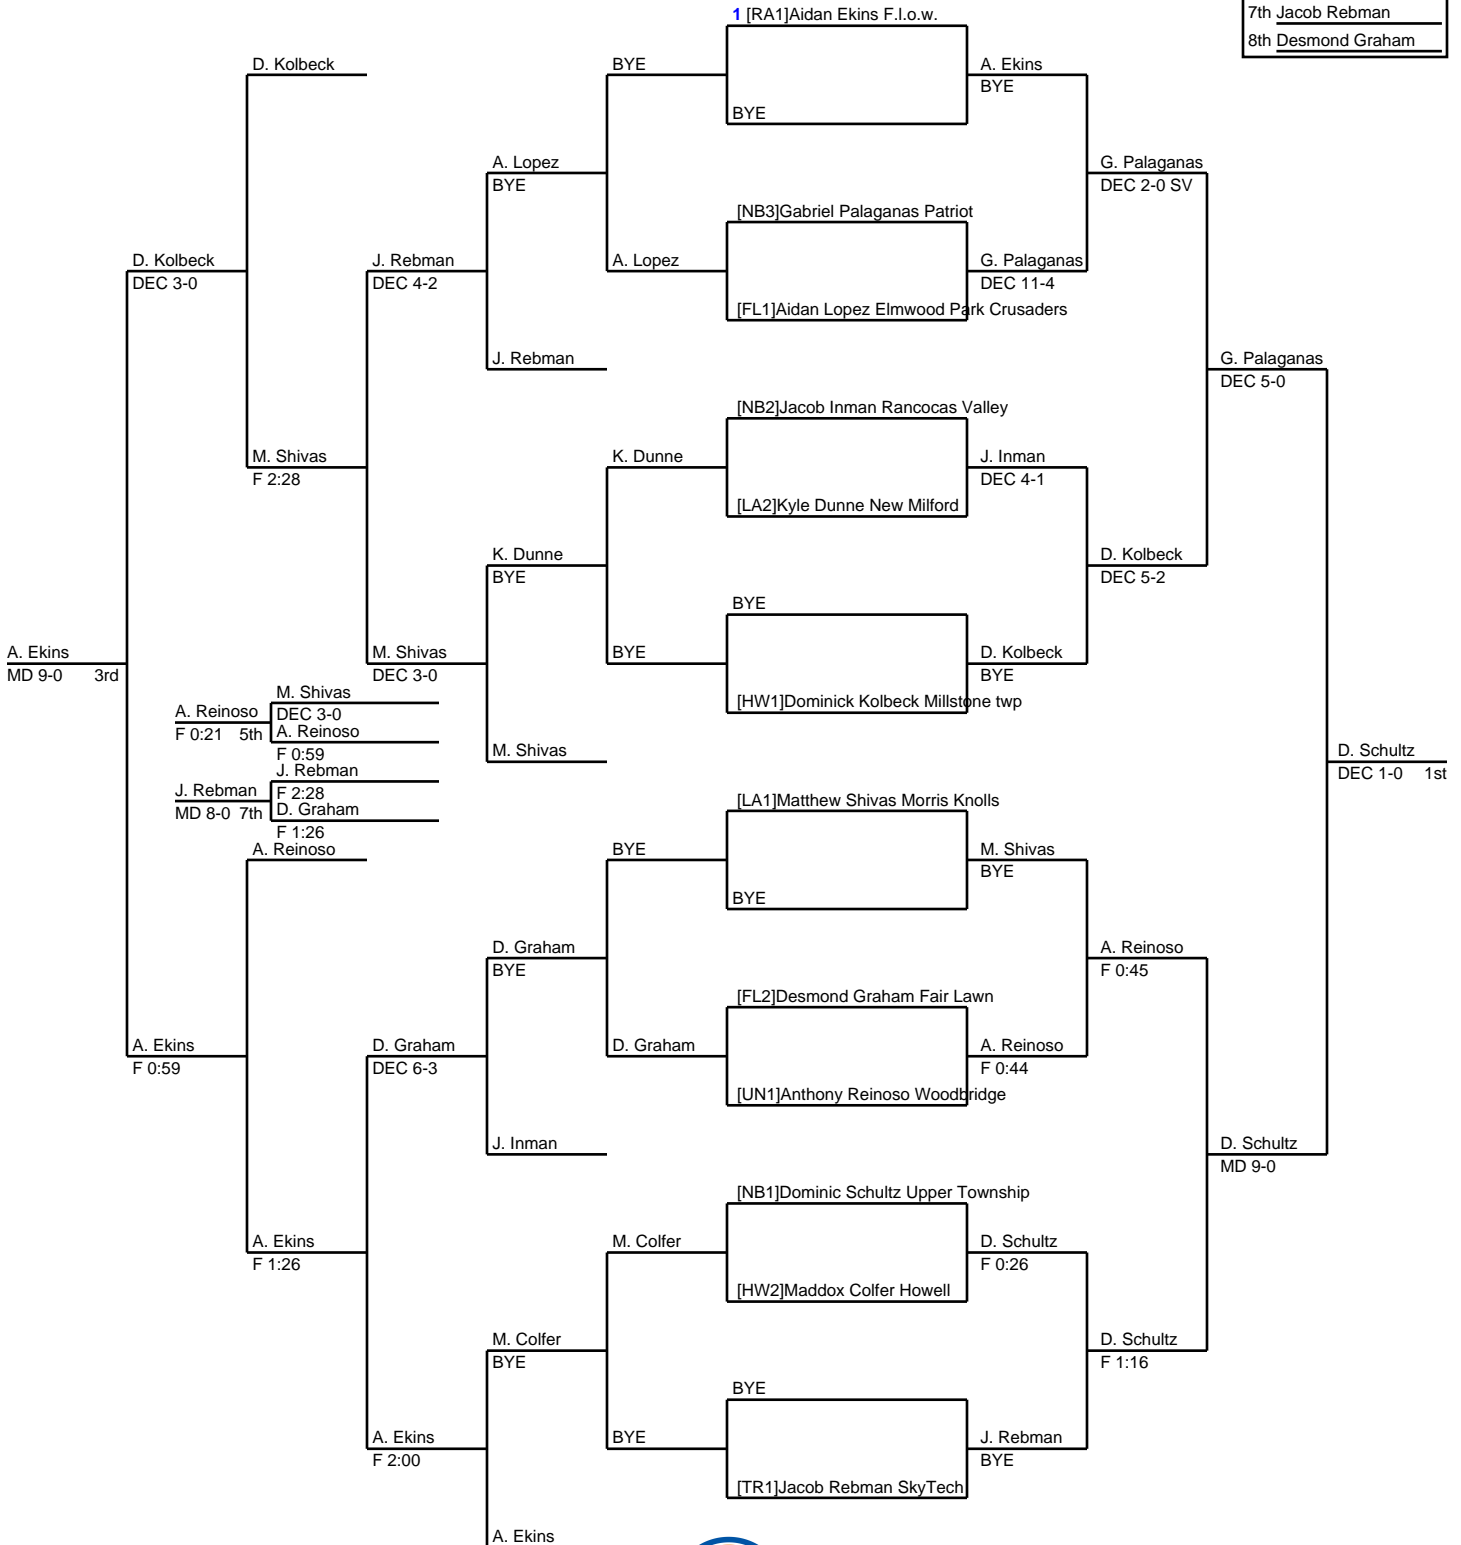 1 [RA1]Aidan Ekins F.l.o.w.
7th Jacob Rebman
8th Desmond Graham
D. Kolbeck
BYE
A. Ekins
BYE
BYE
A. Lopez
BYE
G. Palaganas
DEC 2-0 SV
[NB3]Gabriel Palaganas Patriot
D. Kolbeck
DEC 3-0
J. Rebman
DEC 4-2
A. Lopez
G. Palaganas
DEC 11-4
[FL1]Aidan Lopez Elmwood Park Crusaders
J. Rebman
G. Palaganas
DEC 5-0
[NB2]Jacob Inman Rancocas Valley
M. Shivas
F 2:28
K. Dunne
J. Inman
DEC 4-1
[LA2]Kyle Dunne New Milford
K. Dunne
BYE
D. Kolbeck
DEC 5-2
BYE
A. Ekins
MD 9-0 3rd
M. Shivas
DEC 3-0
BYE
D. Kolbeck
BYE
[HW1]Dominick Kolbeck Millstone twp
M. Shivas
DEC 3-0
A. Reinoso
F 0:21 5th
A. Reinoso
F 0:59
M. Shivas
D. Schultz
DEC 1-0 1st
J. Rebman
F 2:28
J. Rebman
MD 8-0 7th
D. Graham
F 1:26
[LA1]Matthew Shivas Morris Knolls
A. Reinoso
BYE
M. Shivas
BYE
BYE
D. Graham
BYE
A. Reinoso
F 0:45
[FL2]Desmond Graham Fair Lawn
A. Ekins
F 0:59
D. Graham
DEC 6-3
D. Graham
A. Reinoso
F 0:44
[UN1]Anthony Reinoso Woodbridge
J. Inman
D. Schultz
MD 9-0
[NB1]Dominic Schultz Upper Township
A. Ekins
F 1:26
M. Colfer
D. Schultz
F 0:26
[HW2]Maddox Colfer Howell
M. Colfer
BYE
D. Schultz
F 1:16
BYE
A. Ekins
F 2:00
BYE
J. Rebman
BYE
[TR1]Jacob Rebman SkyTech
A. Ekins